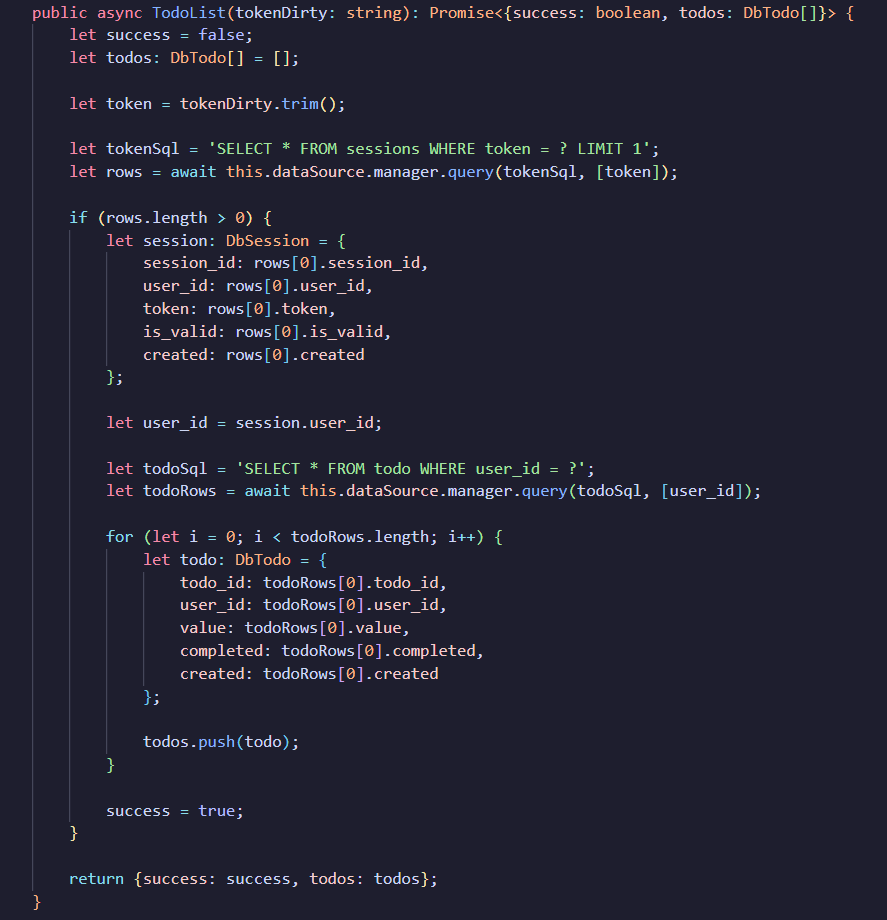 public async TodoList(tokenDirty: string): Promise<{success: boolean, todos: DbTodo[]}> {
let success = false;
let todos: DbTodo[] = [];
let token = tokenDirty.trim();
let tokenSql = 'SELECT * FROM sessions WHERE token = ? LIMIT 1';
let rows = await this.dataSource.manager.query(tokenSql, [token]);
if (rows.length > 0) {
let session: DbSession = {
session_id: rows[0].session_id,
user_id: rows[0].user_id,
token: rows[0].token,
is_valid: rows[0].is_valid,
created: rows[0].created
};
let user_id = session.user_id;
let todoSql = 'SELECT * FROM todo WHERE user_id = ?';
let todoRows = await this.dataSource.manager.query(todoSql, [user_id]);
for (let i = 0; i < todoRows.length; i++) {
let todo: DbTodo = {
todo_id: todoRows[0].todo_id,
user_id: todoRows[0].user_id,
value: todoRows[0].value,
completed: todoRows[0].completed,
created: todoRows[0].created
};
todos.push(todo);
}
success = true;
}
return {success: success, todos: todos};
}